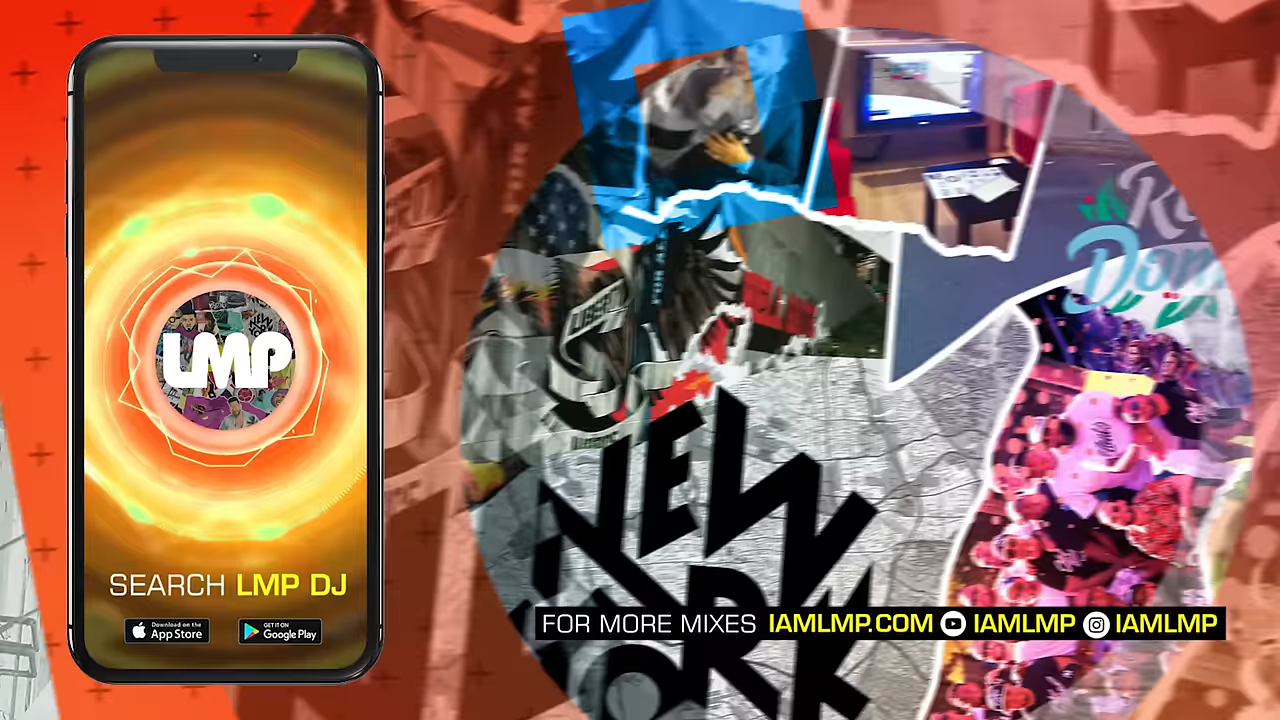 LMP
SEARCH LMP DJ
Download on the
App Store
GET IT ON
Google Play
NEW
YORK
FOR MORE MIXES IAMLMP.COM IAMLMP IAMLMP